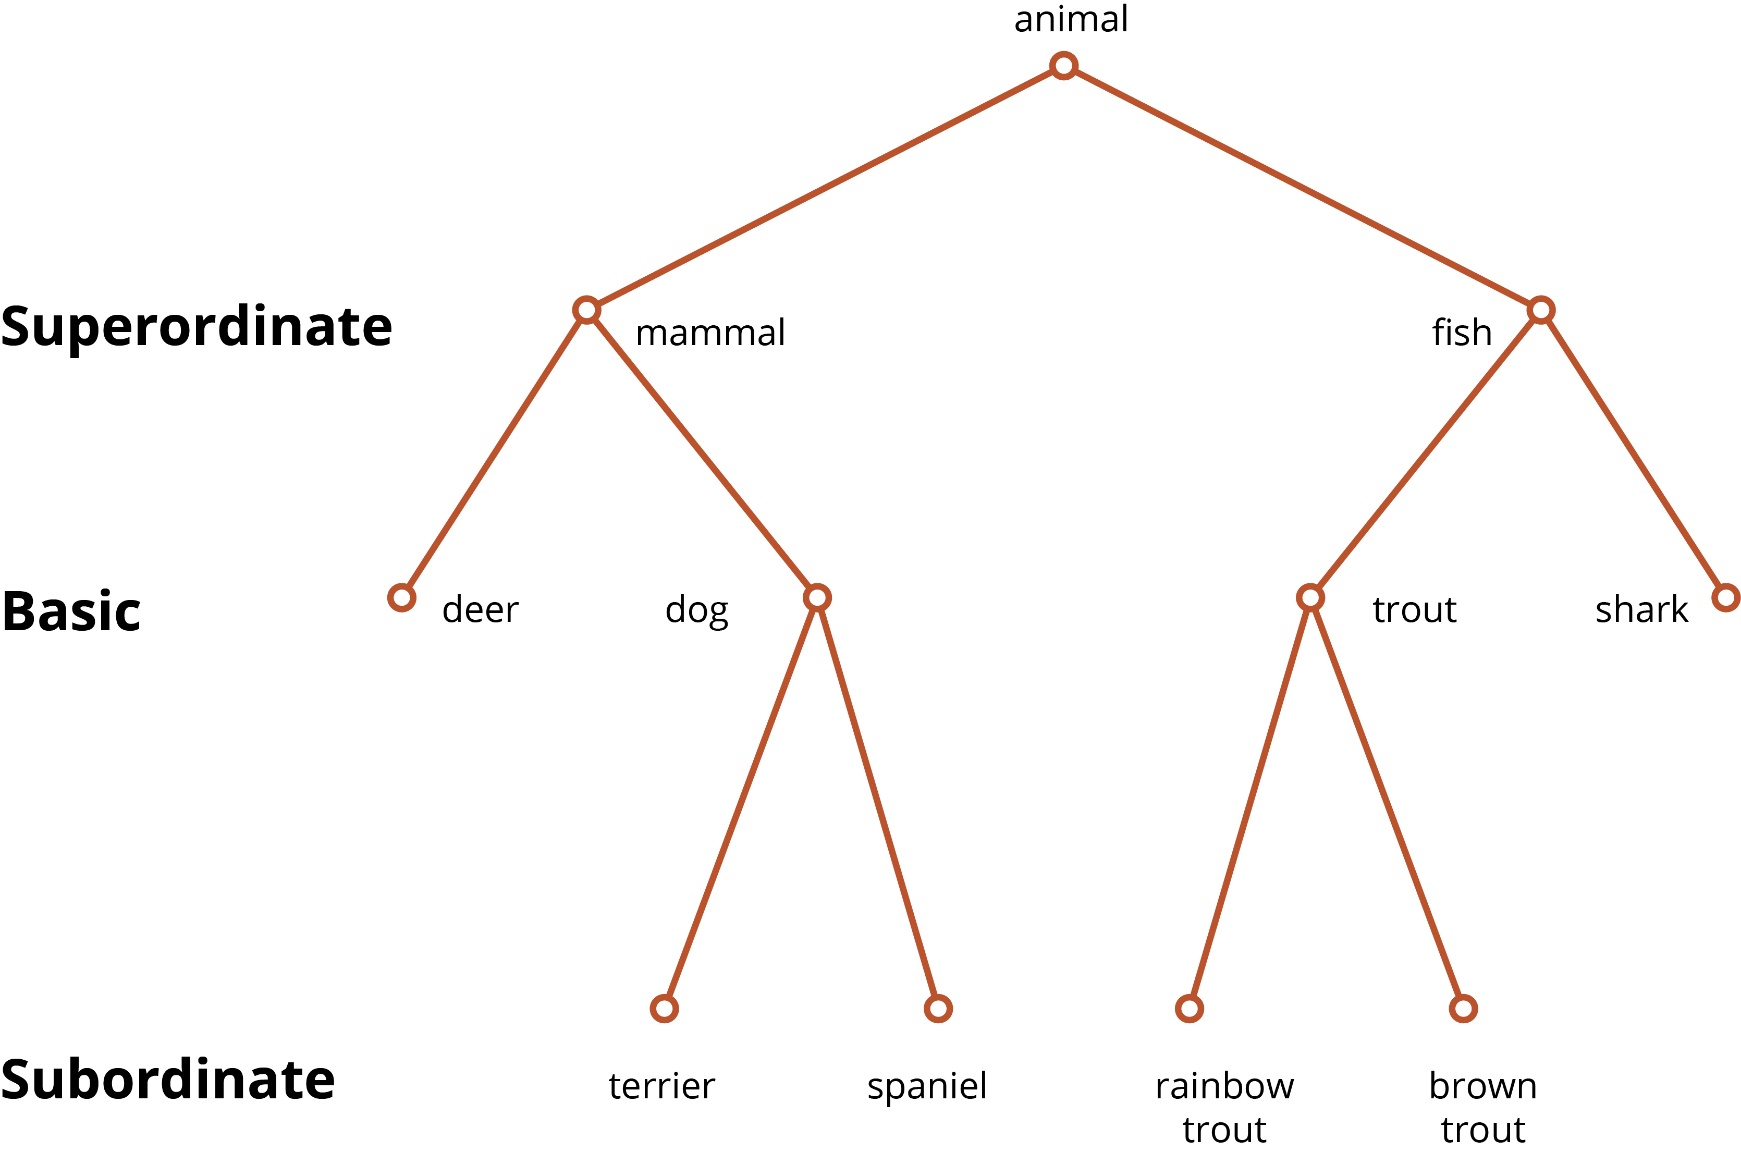 animal
Superordinate
mammal
fish
Basic
deer
dog
trout
shark
Subordinate
terrier
spaniel
rainbow
trout
brown
trout